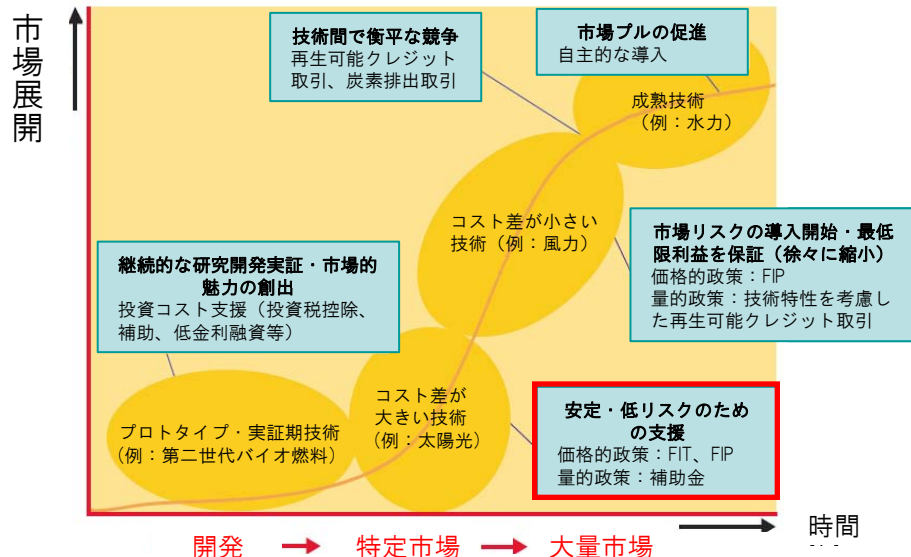 市場展開
技術間で衡平な競争
再生可能クレジット
取引、炭素排出取引
市場プルの促進
自主的な導入
成熟技術
（例：水力）
コスト差が小さい
技術（例：風力）
市場リスクの導入開始・最低
限利益を保証（徐々に縮小）
価格的政策：FIP
量的政策：技術特性を考慮し
た再生可能クレジット取引
継続的な研究開発実証・市場的
魅力の創出
投資コスト支援（投資税控除、
補助、低金利融資等）
コスト差が
大きい技術
（例：太陽光）
プロトタイプ・実証期技術
（例：第二世代バイオ燃料）
安定・低リスクのため
の支援
価格的政策：FIT、FIP
量的政策：補助金
時間
開発
特定市場
大量市場